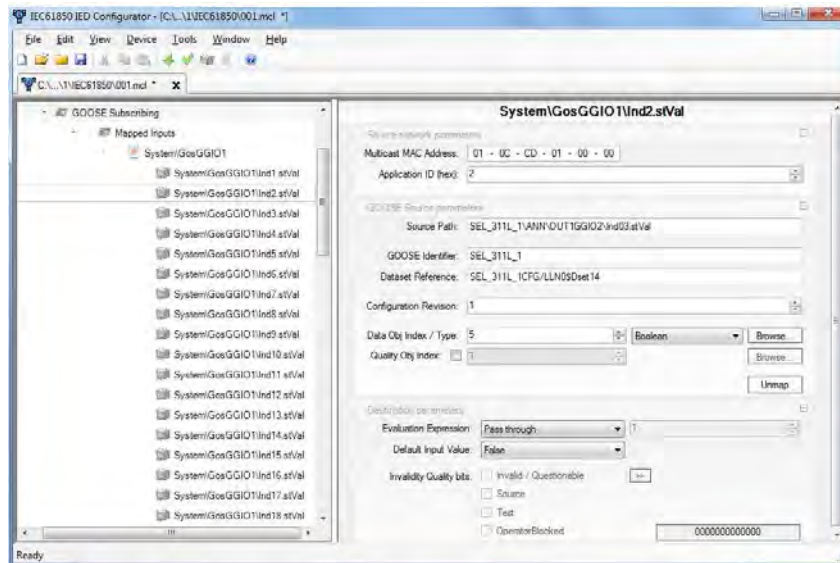 IEC61850 IED Configurator - [C:\...\1\IEC61850\001.mcl *]
File Edit View Device Tools Window Help
C:\...\1\IEC61850\001.mcl * X
GOOSE Subscribing
Mapped Inputs
System\GosGGIO1
System\GosGGIO1\Ind1.stVal
System\GosGGIO1\Ind2.stVal
System\GosGGIO1\Ind3.stVal
System\GosGGIO1\Ind4.stVal
System\GosGGIO1\Ind5.stVal
System\GosGGIO1\Ind6.stVal
System\GosGGIO1\Ind7.stVal
System\GosGGIO1\Ind8.stVal
System\GosGGIO1\Ind9.stVal
System\GosGGIO1\Ind10.stVal
System\GosGGIO1\Ind11.stVal
System\GosGGIO1\Ind12.stVal
System\GosGGIO1\Ind13.stVal
System\GosGGIO1\Ind14.stVal
System\GosGGIO1\Ind15.stVal
System\GosGGIO1\Ind16.stVal
System\GosGGIO1\Ind17.stVal
System\GosGGIO1\Ind18.stVal
System\GosGGIO1\Ind2.stVal
Source network parameters
Multicast MAC Address: 01 - 0C - CD - 01 - 00 - 00
Application ID (hex): 2
GOOSE Source parameters
Source Path: SEL_311L_1\ANN\OUT1GGIO2\Ind03.stVal
GOOSE Identifier: SEL_311L_1
Dataset Reference: SEL_311L_1CFG/LLN0$Dset14
Configuration Revision: 1
Data Obj Index / Type: 5 Boolean Browse...
Quality Obj Index: 1 Browse...
Unmap
Destination parameters
Evaluation Expression: Pass through 1
Default Input Value: False
Invalidity Quality bits: Invalid / Questionable >>
Source
Test
OperatorBlocked 0000000000000
Ready